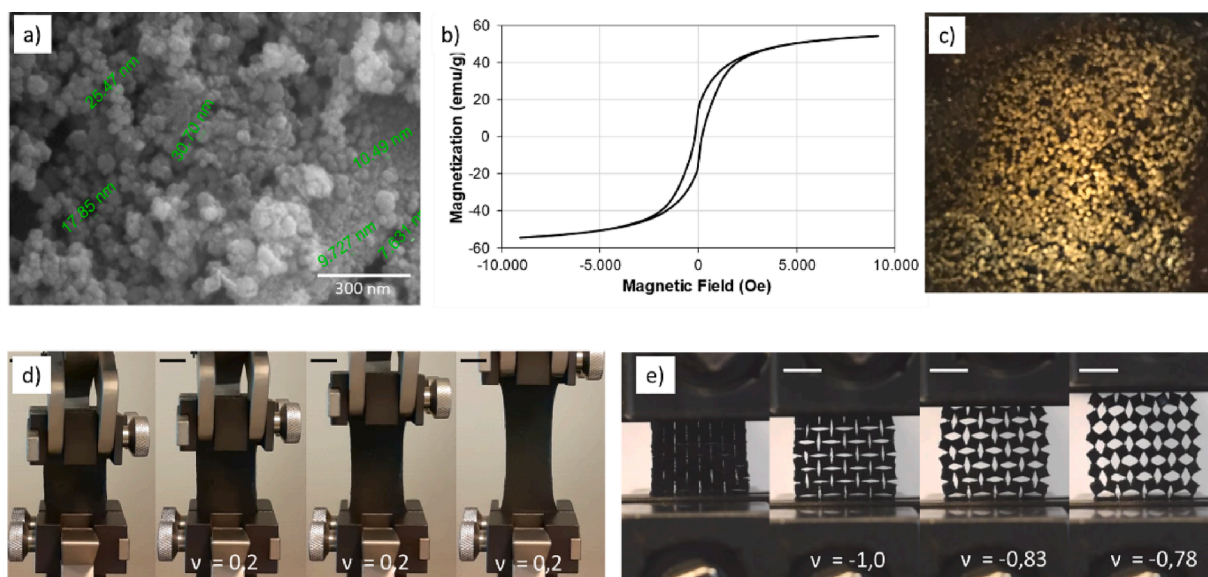 a)
25.47 nm
30.79 nm
10.49 nm
17.85 nm
9.727 nm
300 nm
b)
60
40
20
0
-20
-40
-60
Magnetization (emu/g)
-10.000
-5.000
0
5.000
10.000
Magnetic Field (Oe)
c)
d)
ν = 0,2
ν = 0,2
ν = 0,2
e)
ν = -1,0
ν = -0,83
ν = -0,78